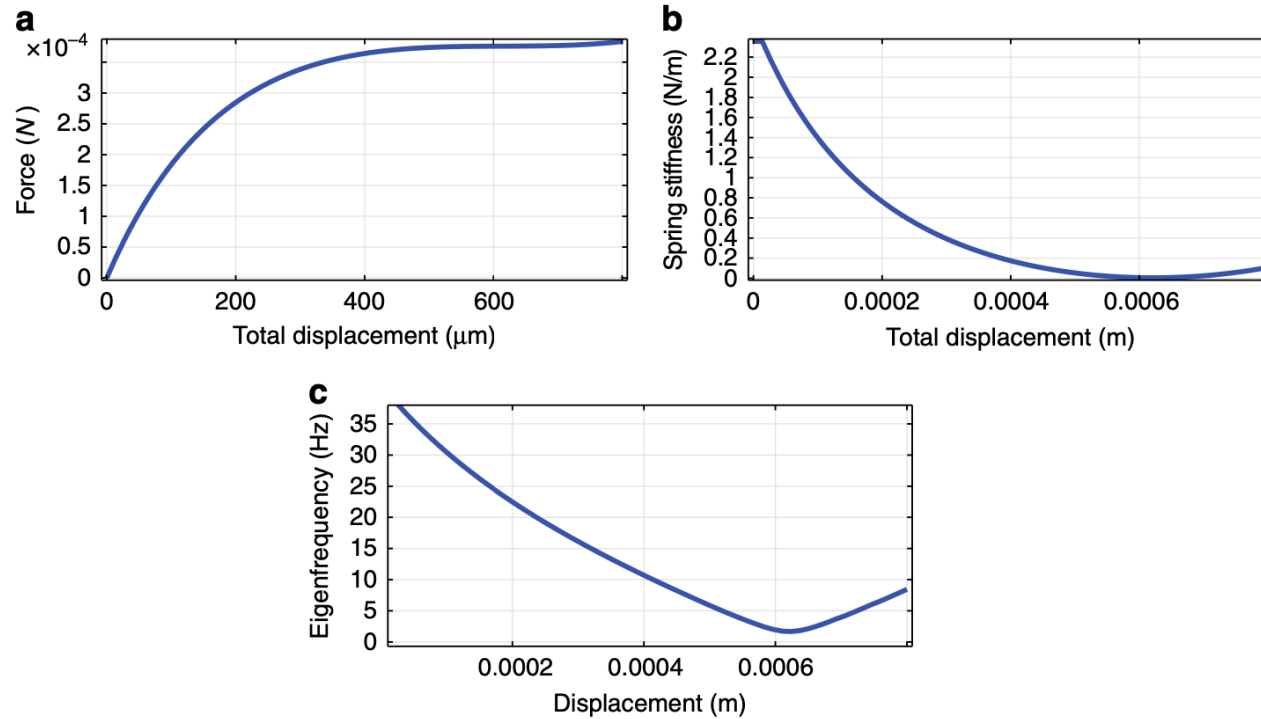 a
×10⁻⁴
3
2.5
2
1.5
1
0.5
0
Force (N)
0 200 400 600
Total displacement (μm)
b
2.2
2
1.8
1.6
1.4
1.2
1
0.8
0.6
0.4
0.2
0
Spring stiffness (N/m)
0 0.0002 0.0004 0.0006
Total displacement (m)
c
35
30
25
20
15
10
5
0
Eigenfrequency (Hz)
0.0002 0.0004 0.0006
Displacement (m)